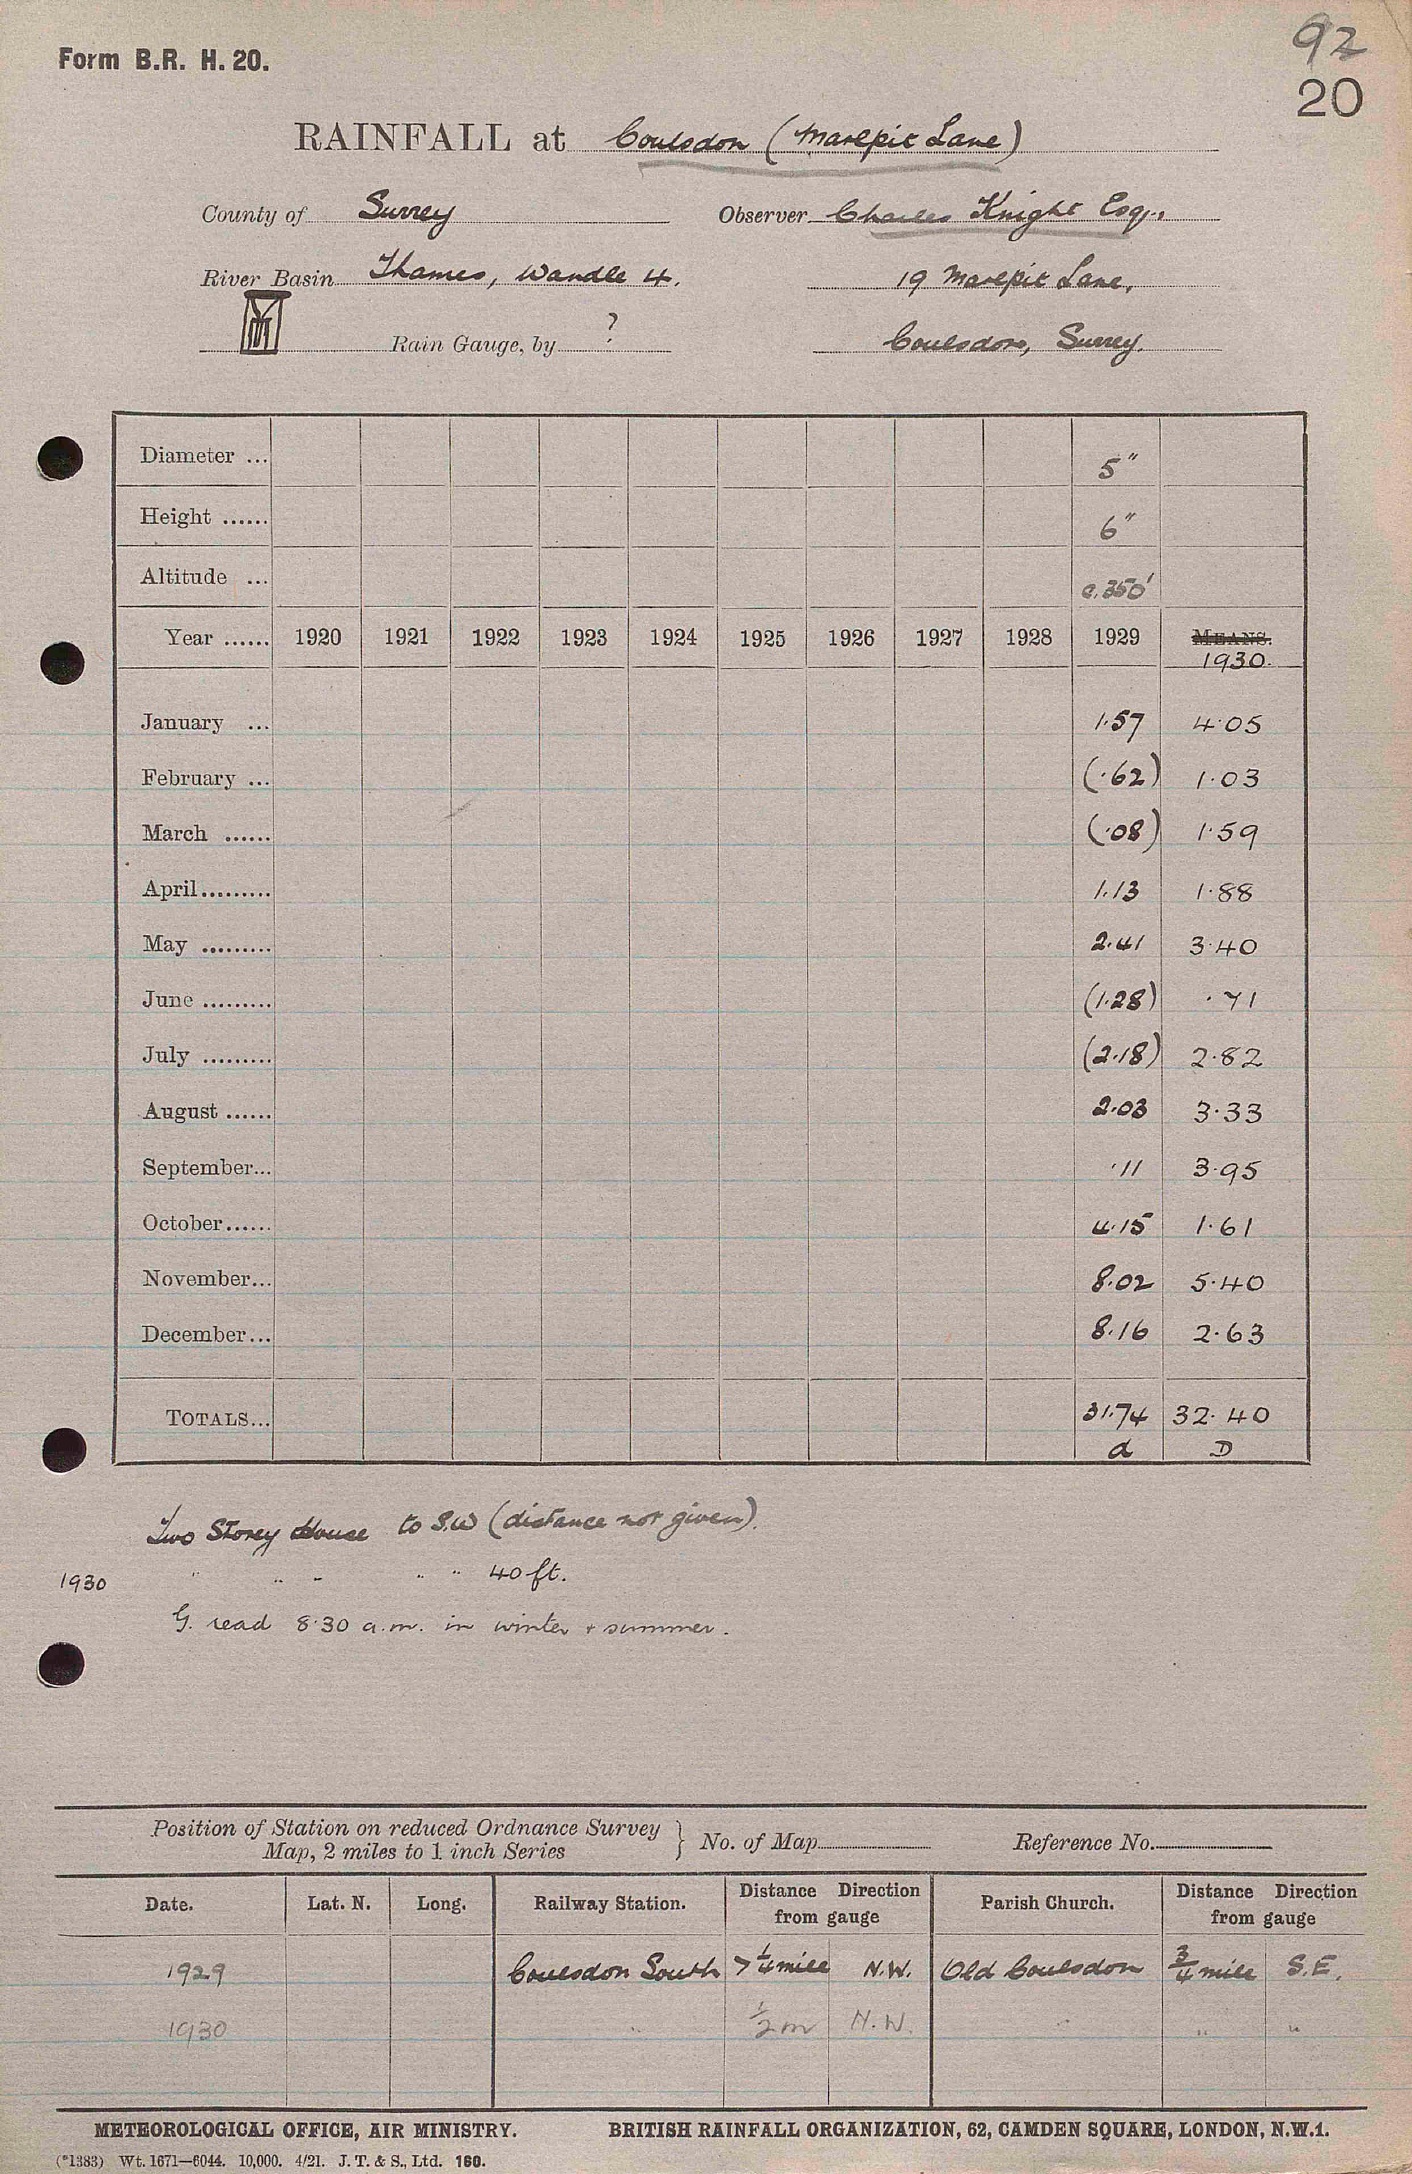 92
Form B.R. H. 20.
20
RAINFALL at Coulsdon (Marlpit Lane)
County of Surrey Observer Charles Knight Esq.,
River Basin Thames, Wandle 4. 19 Marlpit Lane,
Rain Gauge, by ? Coulsdon, Surrey.
Diameter ... 5"
Height ...... 6"
Altitude ... c.350'
Year ...... 1920 1921 1922 1923 1924 1925 1926 1927 1928 1929 MEANS.
1930.
January ... 1.57 4.05
February ... (.62) 1.03
March ...... (.08) 1.59
April......... 1.13 1.88
May ......... 2.41 3.40
June ......... (1.28) .71
July ......... (2.18) 2.82
August ...... 2.03 3.33
September... .11 3.95
October...... 4.15 1.61
November... 8.02 5.40
December... 8.16 2.63
TOTALS... 31.74 32.40
d D
Two Storey House to S.W (distance not given).
1930 " " " " " 40 ft.
G. read 8.30 a.m. in winter + summer.
Position of Station on reduced Ordnance Survey
Map, 2 miles to 1 inch Series } No. of Map Reference No.
Date. Lat. N. Long. Railway Station. Distance Direction from gauge Parish Church. Distance Direction from gauge
1929 Coulsdon South > 1/4 mile N.W. Old Coulsdon 3/4 mile S.E.
1930 " 1/2 m N.W. " " "
METEOROLOGICAL OFFICE, AIR MINISTRY. BRITISH RAINFALL ORGANIZATION, 62, CAMDEN SQUARE, LONDON, N.W.1.
(*1383) Wt. 1671—6044. 10,000. 4/21. J. T. & S., Ltd. 160.